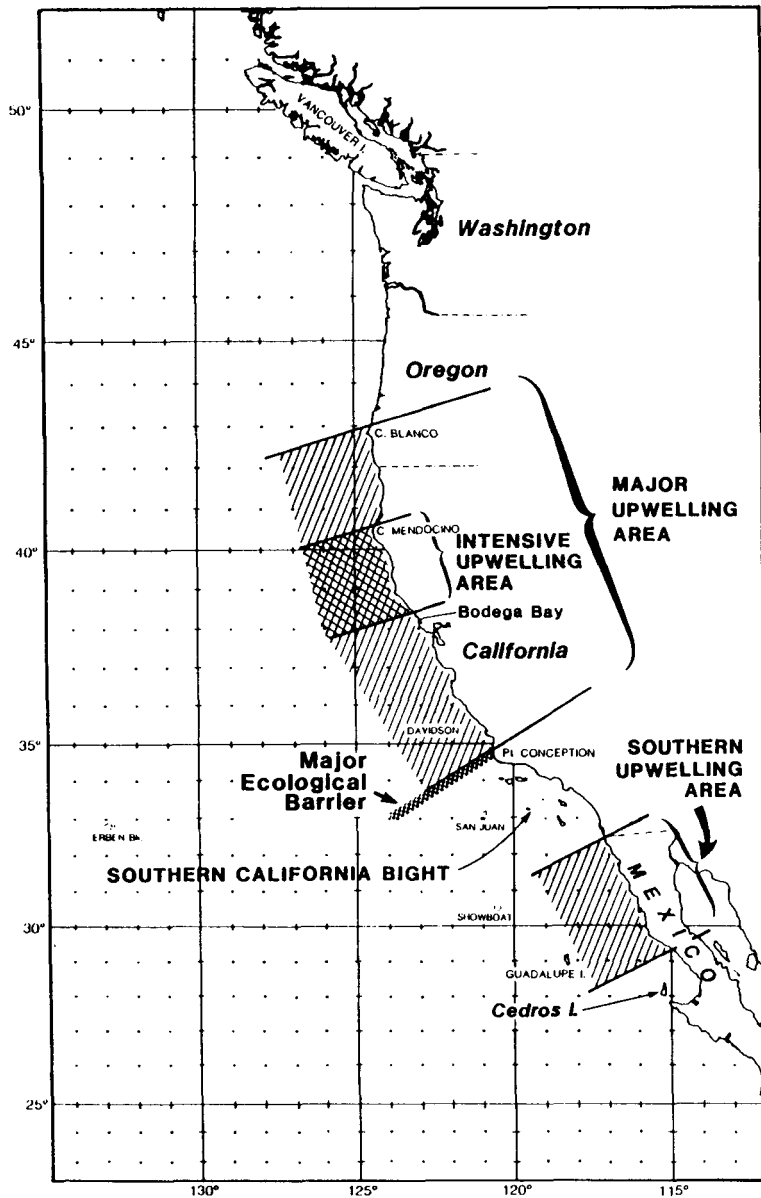 50°
VANCOUVER I.
Washington
45°
Oregon
C. BLANCO
MAJOR
UPWELLING
AREA
C MENDOCINO
40°
INTENSIVE
UPWELLING
AREA
Bodega Bay
California
DAVIDSON
35°
Pt. CONCEPTION
Major
Ecological
Barrier
SOUTHERN
UPWELLING
AREA
SAN JUAN
ERBEN BK.
SOUTHERN CALIFORNIA BIGHT
MEXICO
SHOWBOAT
30°
GUADALUPE I.
Cedros I.
25°
130°
125°
120°
115°